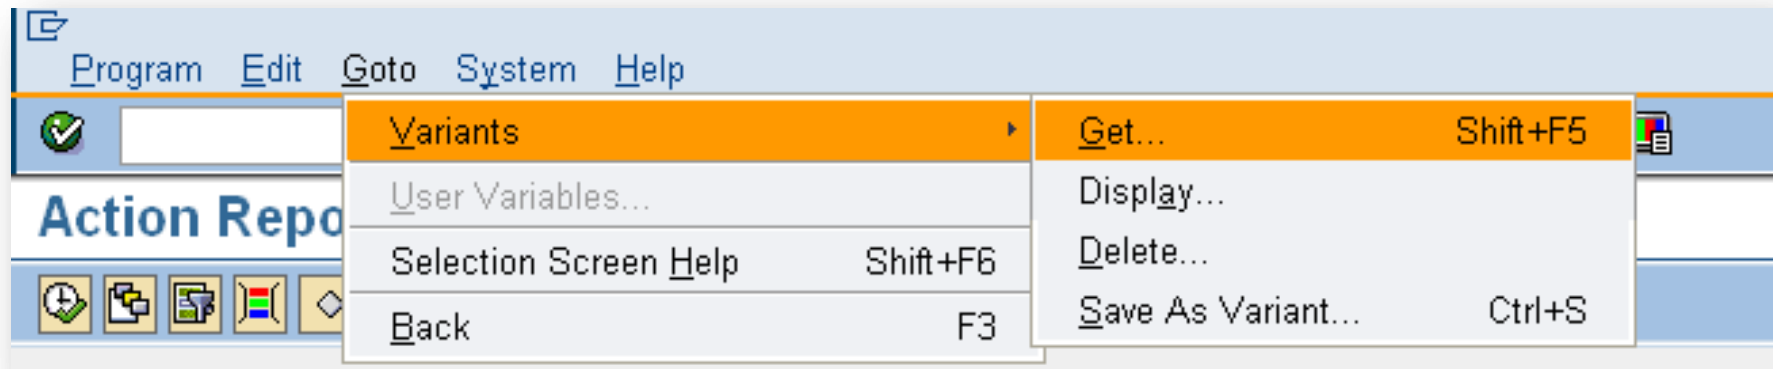 Program Edit Goto System Help
Variants
Get... Shift+F5
User Variables...
Display...
Action Repo
Selection Screen Help Shift+F6
Delete...
Back F3
Save As Variant... Ctrl+S